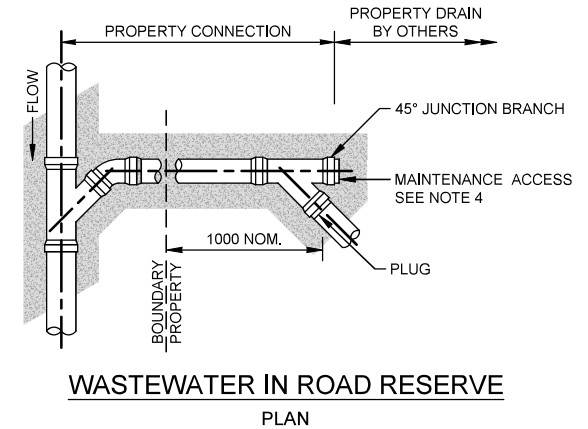 PROPERTY CONNECTION
PROPERTY DRAIN
BY OTHERS
FLOW
45° JUNCTION BRANCH
MAINTENANCE ACCESS
SEE NOTE 4
1000 NOM.
PLUG
BOUNDARY
PROPERTY
WASTEWATER IN ROAD RESERVE
PLAN